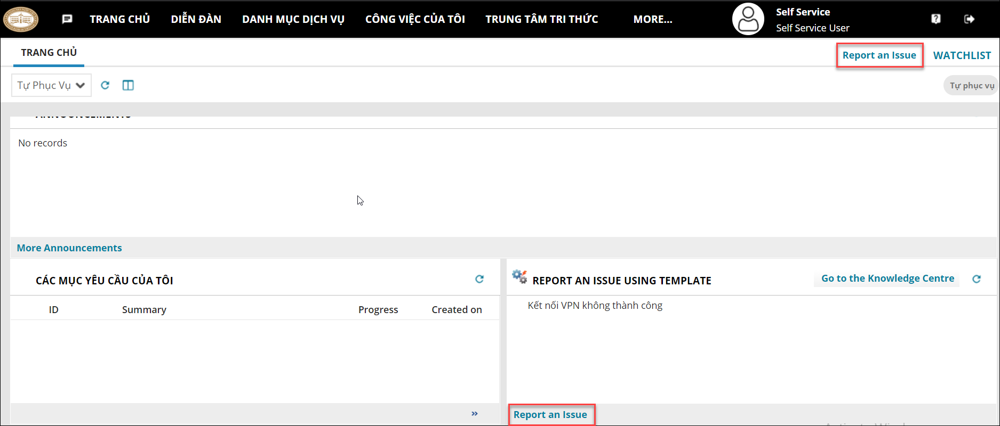 TRANG CHỦ DIỄN ĐÀN DANH MỤC DỊCH VỤ CÔNG VIỆC CỦA TÔI TRUNG TÂM TRI THỨC MORE...
Self Service
Self Service User
TRANG CHỦ
Report an Issue WATCHLIST
Tự Phục Vụ
Tự phục vụ
ANNOUNCEMENTS
No records
More Announcements
CÁC MỤC YÊU CẦU CỦA TÔI
ID Summary Progress Created on
»
REPORT AN ISSUE USING TEMPLATE Go to the Knowledge Centre
Kết nối VPN không thành công
Report an Issue